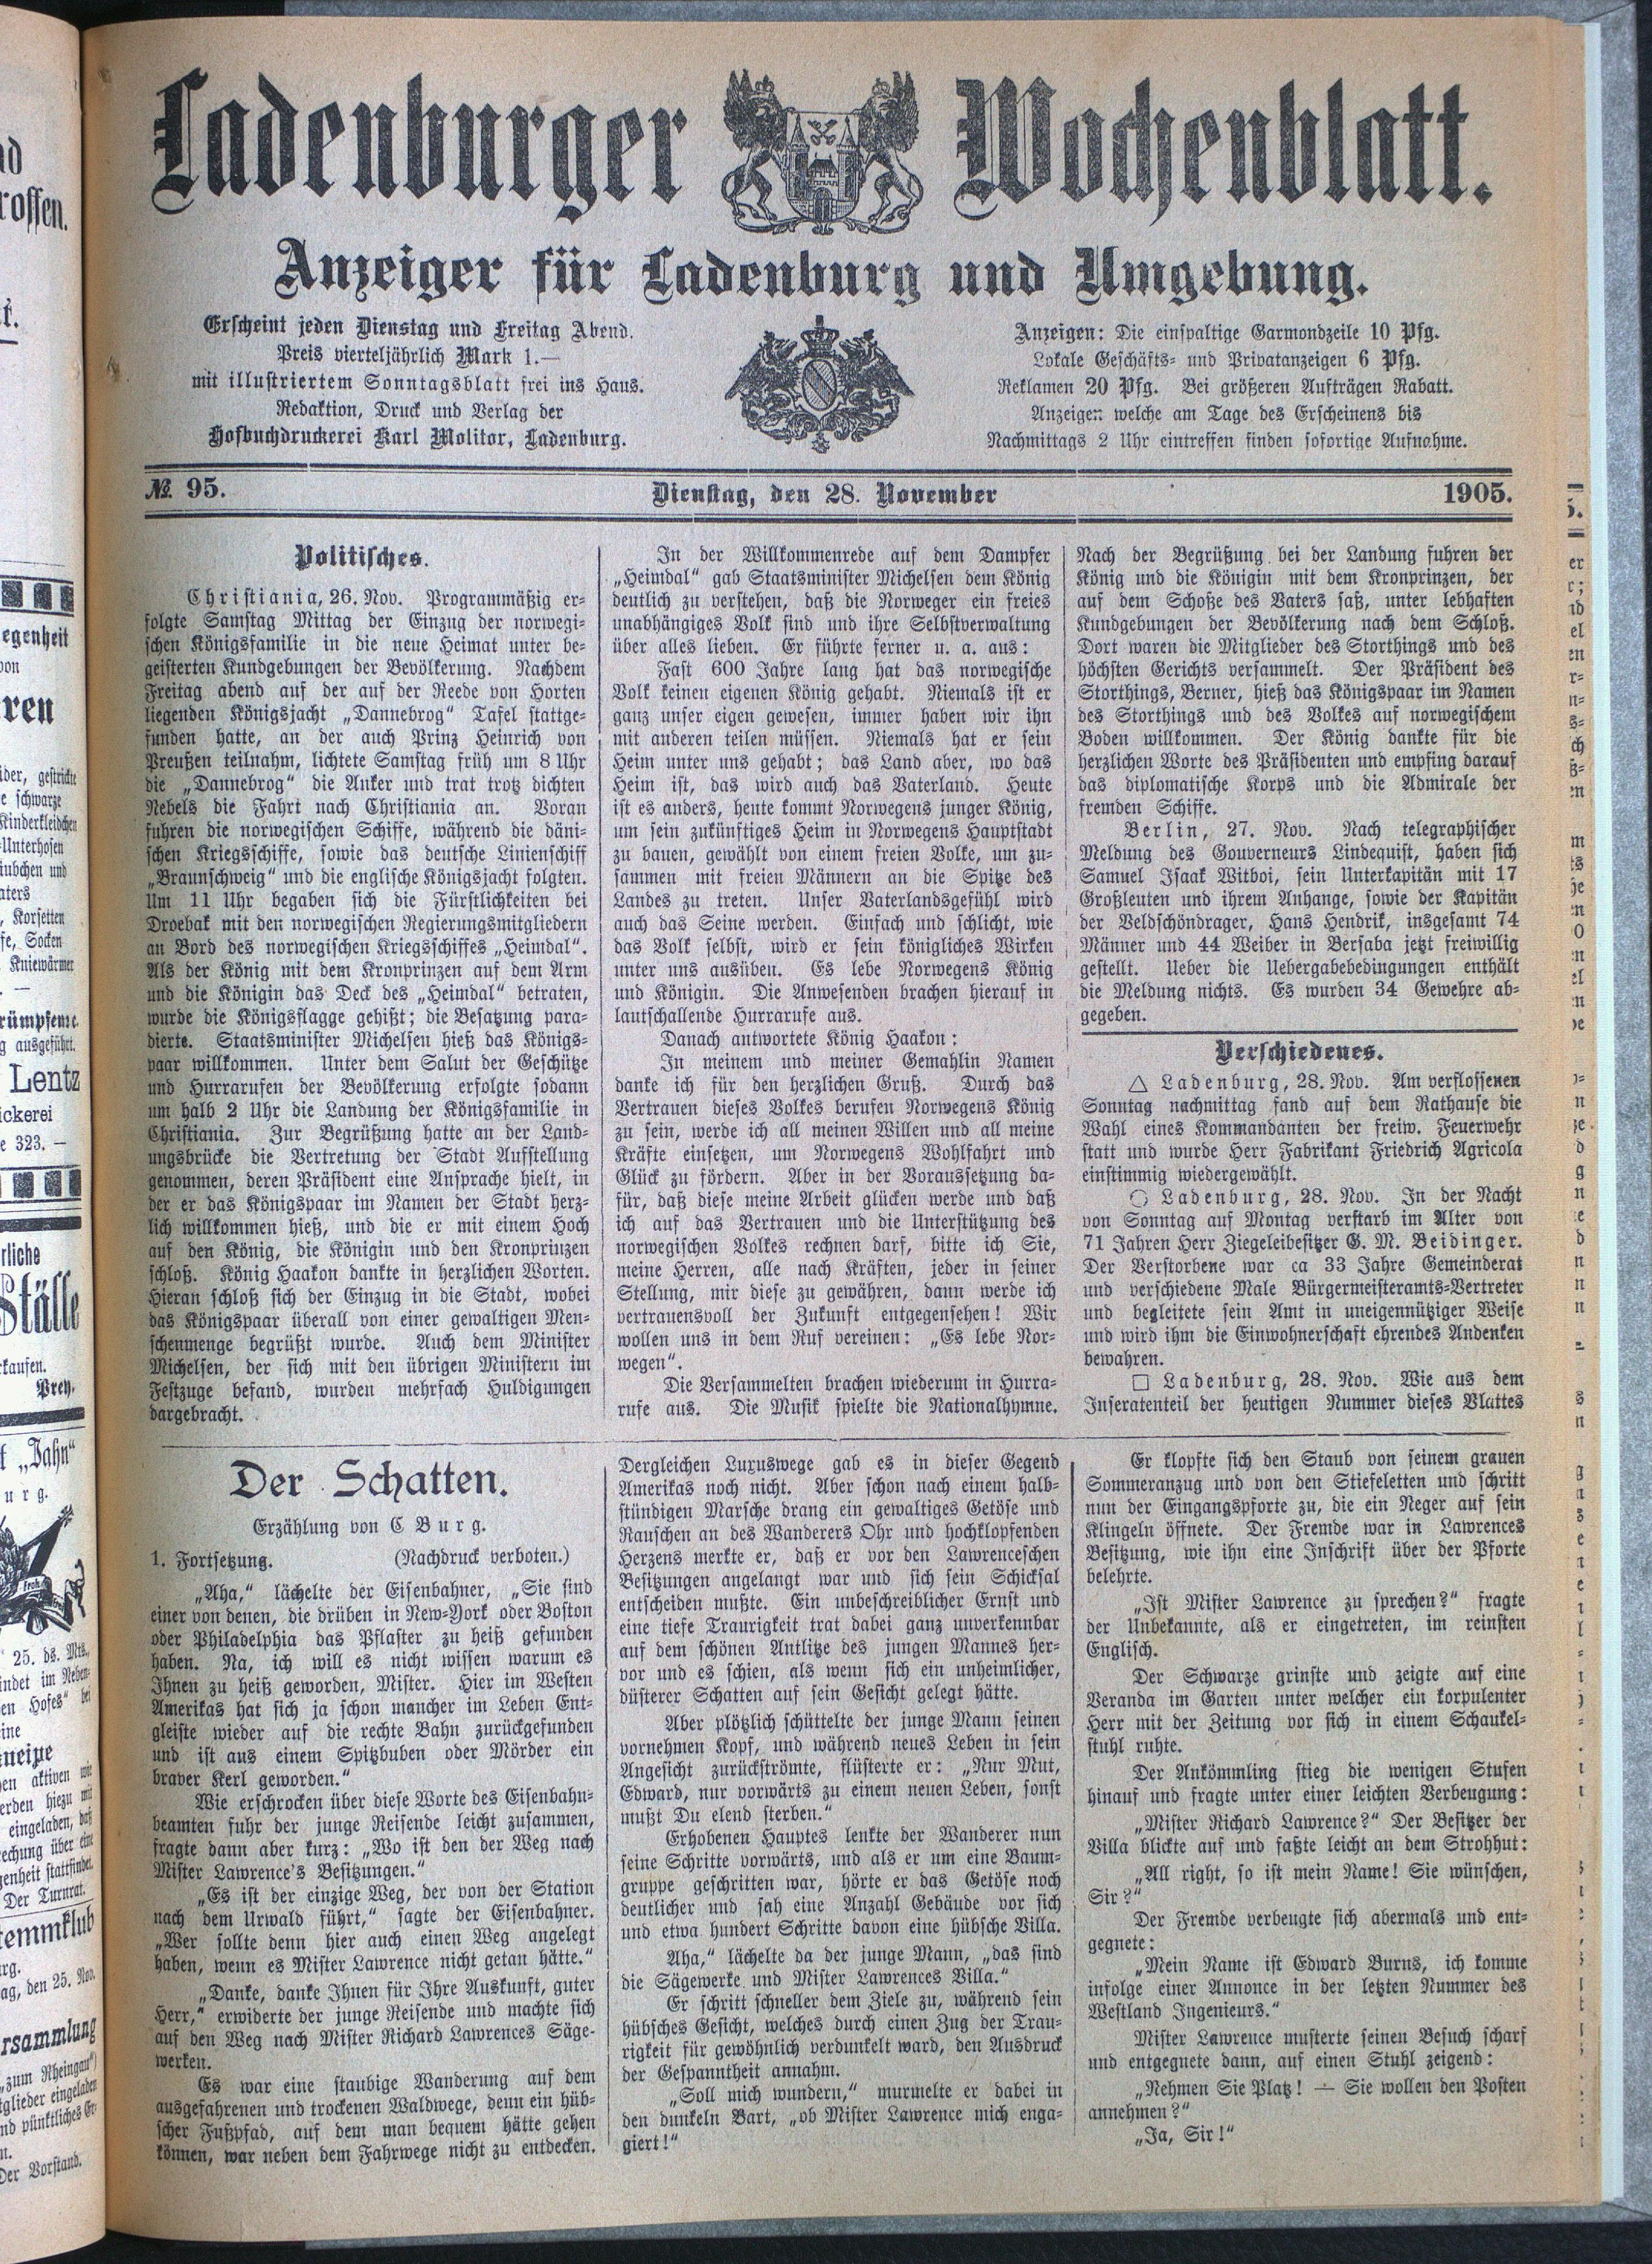 Ladenburger Wochenblatt.
Anzeiger für Ladenburg und Umgebung.
Erscheint jeden Dienstag und Freitag Abend.
Preis vierteljährlich Mark 1.—
mit illustriertem Sonntagsblatt frei ins Haus.
Redaktion, Druck und Verlag der
Hofbuchdruckerei Karl Molitor, Ladenburg.
Anzeigen: Die einspaltige Garmondzeile 10 Pfg.
Lokale Geschäfts- und Privatanzeigen 6 Pfg.
Reklamen 20 Pfg. Bei größeren Aufträgen Rabatt.
Anzeigen welche am Tage des Erscheinens bis
Nachmittags 2 Uhr eintreffen finden sofortige Aufnahme.
№ 95.
Dienstag, den 28. November
1905.
Politisches.
Christiania, 26. Nov. Programmäßig er-
folgte Samstag Mittag der Einzug der norwegi-
schen Königsfamilie in die neue Heimat unter be-
geisterten Kundgebungen der Bevölkerung. Nachdem
Freitag abend auf der auf der Reede von Horten
liegenden Königsjacht „Dannebrog“ Tafel stattge-
funden hatte, an der auch Prinz Heinrich von
Preußen teilnahm, lichtete Samstag früh um 8 Uhr
die „Dannebrog“ die Anker und trat trotz dichten
Nebels die Fahrt nach Christiania an. Voran
fuhren die norwegischen Schiffe, während die däni-
schen Kriegsschiffe, sowie das deutsche Linienschiff
„Braunschweig“ und die englische Königsjacht folgten.
Um 11 Uhr begaben sich die Fürstlichkeiten bei
Droebak mit den norwegischen Regierungsmitgliedern
an Bord des norwegischen Kriegsschiffes „Heimdal“.
Als der König mit dem Kronprinzen auf dem Arm
und die Königin das Deck des „Heimdal“ betraten,
wurde die Königsflagge gehißt; die Besatzung para-
dierte. Staatsminister Michelsen hieß das Königs-
paar willkommen. Unter dem Salut der Geschütze
und Hurrarufen der Bevölkerung erfolgte sodann
um halb 2 Uhr die Landung der Königsfamilie in
Christiania. Zur Begrüßung hatte an der Land-
ungsbrücke die Vertretung der Stadt Aufstellung
genommen, deren Präsident eine Ansprache hielt, in
der er das Königspaar im Namen der Stadt herz-
lich willkommen hieß, und die er mit einem Hoch
auf den König, die Königin und den Kronprinzen
schloß. König Haakon dankte in herzlichen Worten.
Hieran schloß sich der Einzug in die Stadt, wobei
das Königspaar überall von einer gewaltigen Men-
schenmenge begrüßt wurde. Auch dem Minister
Michelsen, der sich mit den übrigen Ministern im
Festzuge befand, wurden mehrfach Huldigungen
dargebracht.
In der Willkommenrede auf dem Dampfer
„Heimdal“ gab Staatsminister Michelsen dem König
deutlich zu verstehen, daß die Norweger ein freies
unabhängiges Volk sind und ihre Selbstverwaltung
über alles lieben. Er führte ferner u. a. aus:
Fast 600 Jahre lang hat das norwegische
Volk keinen eigenen König gehabt. Niemals ist er
ganz unser eigen gewesen, immer haben wir ihn
mit anderen teilen müssen. Niemals hat er sein
Heim unter uns gehabt; das Land aber, wo das
Heim ist, das wird auch das Vaterland. Heute
ist es anders, heute kommt Norwegens junger König,
um sein zukünftiges Heim in Norwegens Hauptstadt
zu bauen, gewählt von einem freien Volke, um zu-
sammen mit freien Männern an die Spitze des
Landes zu treten. Unser Vaterlandsgefühl wird
auch das Seine werden. Einfach und schlicht, wie
das Volk selbst, wird er sein königliches Wirken
unter uns ausüben. Es lebe Norwegens König
und Königin. Die Anwesenden brachen hierauf in
lautschallende Hurrarufe aus.
Danach antwortete König Haakon:
In meinem und meiner Gemahlin Namen
danke ich für den herzlichen Gruß. Durch das
Vertrauen dieses Volkes berufen Norwegens König
zu sein, werde ich all meinen Willen und all meine
Kräfte einsetzen, um Norwegens Wohlfahrt und
Glück zu fördern. Aber in der Voraussetzung da-
für, daß diese meine Arbeit glücken werde und daß
ich auf das Vertrauen und die Unterstützung des
norwegischen Volkes rechnen darf, bitte ich Sie,
meine Herren, alle nach Kräften, jeder in seiner
Stellung, mir diese zu gewähren, dann werde ich
vertrauensvoll der Zukunft entgegensehen! Wir
wollen uns in dem Ruf vereinen: „Es lebe Nor-
wegen“.
Die Versammelten brachen wiederum in Hurra-
rufe aus. Die Musik spielte die Nationalhymne.
Nach der Begrüßung bei der Landung fuhren der
König und die Königin mit dem Kronprinzen, der
auf dem Schoße des Vaters saß, unter lebhaften
Kundgebungen der Bevölkerung nach dem Schloß.
Dort waren die Mitglieder des Storthings und des
höchsten Gerichts versammelt. Der Präsident des
Storthings, Berner, hieß das Königspaar im Namen
des Storthings und des Volkes auf norwegischem
Boden willkommen. Der König dankte für die
herzlichen Worte des Präsidenten und empfing darauf
das diplomatische Korps und die Admirale der
fremden Schiffe.
Berlin, 27. Nov. Nach telegraphischer
Meldung des Gouverneurs Lindequist, haben sich
Samuel Isaak Witboi, sein Unterkapitän mit 17
Großleuten und ihrem Anhange, sowie der Kapitän
der Veldschöndrager, Hans Hendrik, insgesamt 74
Männer und 44 Weiber in Bersaba jetzt freiwillig
gestellt. Ueber die Uebergabebedingungen enthält
die Meldung nichts. Es wurden 34 Gewehre ab-
gegeben.
Verschiedenes.
△ Ladenburg, 28. Nov. Am verflossenen
Sonntag nachmittag fand auf dem Rathause die
Wahl eines Kommandanten der freiw. Feuerwehr
statt und wurde Herr Fabrikant Friedrich Agricola
einstimmig wiedergewählt.
○ Ladenburg, 28. Nov. In der Nacht
von Sonntag auf Montag verstarb im Alter von
71 Jahren Herr Ziegeleibesitzer G. M. Beidinger.
Der Verstorbene war ca 33 Jahre Gemeinderat
und verschiedene Male Bürgermeisteramts-Vertreter
und begleitete sein Amt in uneigennütziger Weise
und wird ihm die Einwohnerschaft ehrendes Andenken
bewahren.
□ Ladenburg, 28. Nov. Wie aus dem
Inseratenteil der heutigen Nummer dieses Blattes
Der Schatten.
Erzählung von C Burg.
1. Fortsetzung. (Nachdruck verboten.)
„Aha,“ lächelte der Eisenbahner, „Sie sind
einer von denen, die drüben in New-York oder Boston
oder Philadelphia das Pflaster zu heiß gefunden
haben. Na, ich will es nicht wissen warum es
Ihnen zu heiß geworden, Mister. Hier im Westen
Amerikas hat sich ja schon mancher im Leben Ent-
gleiste wieder auf die rechte Bahn zurückgefunden
und ist aus einem Spitzbuben oder Mörder ein
braver Kerl geworden.“
Wie erschrocken über diese Worte des Eisenbahn-
beamten fuhr der junge Reisende leicht zusammen,
fragte dann aber kurz: „Wo ist den der Weg nach
Mister Lawrence's Besitzungen.“
„Es ist der einzige Weg, der von der Station
nach dem Urwald führt,“ sagte der Eisenbahner.
„Wer sollte denn hier auch einen Weg angelegt
haben, wenn es Mister Lawrence nicht getan hätte.“
„Danke, danke Ihnen für Ihre Auskunft, guter
Herr,“ erwiderte der junge Reisende und machte sich
auf den Weg nach Mister Richard Lawrences Säge-
werken.
Es war eine staubige Wanderung auf dem
ausgefahrenen und trockenen Waldwege, denn ein hüb-
scher Fußpfad, auf dem man bequem hätte gehen
können, war neben dem Fahrwege nicht zu entdecken.
Dergleichen Luxuswege gab es in dieser Gegend
Amerikas noch nicht. Aber schon nach einem halb-
stündigen Marsche drang ein gewaltiges Getöse und
Rauschen an des Wanderers Ohr und hochklopfenden
Herzens merkte er, daß er vor den Lawrenceschen
Besitzungen angelangt war und sich sein Schicksal
entscheiden mußte. Ein unbeschreiblicher Ernst und
eine tiefe Traurigkeit trat dabei ganz unverkennbar
auf dem schönen Antlitze des jungen Mannes her-
vor und es schien, als wenn sich ein unheimlicher,
düsterer Schatten auf sein Gesicht gelegt hätte.
Aber plötzlich schüttelte der junge Mann seinen
vornehmen Kopf, und während neues Leben in sein
Angesicht zurückströmte, flüsterte er: „Nur Mut,
Edward, nur vorwärts zu einem neuen Leben, sonst
mußt Du elend sterben.“
Erhobenen Hauptes lenkte der Wanderer nun
seine Schritte vorwärts, und als er um eine Baum-
gruppe geschritten war, hörte er das Getöse noch
deutlicher und sah eine Anzahl Gebäude vor sich
und etwa hundert Schritte davon eine hübsche Villa.
Aha,“ lächelte da der junge Mann, „das sind
die Sägewerke und Mister Lawrences Villa.“
Er schritt schneller dem Ziele zu, während sein
hübsches Gesicht, welches durch einen Zug der Trau-
rigkeit für gewöhnlich verdunkelt ward, den Ausdruck
der Gespanntheit annahm.
„Soll mich wundern,“ murmelte er dabei in
den dunkeln Bart, „ob Mister Lawrence mich enga-
giert!“
Er klopfte sich den Staub von seinem grauen
Sommeranzug und von den Stiefeletten und schritt
nun der Eingangspforte zu, die ein Neger auf sein
Klingeln öffnete. Der Fremde war in Lawrences
Besitzung, wie ihn eine Inschrift über der Pforte
belehrte.
„Ist Mister Lawrence zu sprechen?“ fragte
der Unbekannte, als er eingetreten, im reinsten
Englisch.
Der Schwarze grinste und zeigte auf eine
Veranda im Garten unter welcher ein korpulenter
Herr mit der Zeitung vor sich in einem Schaukel-
stuhl ruhte.
Der Ankömmling stieg die wenigen Stufen
hinauf und fragte unter einer leichten Verbeugung:
„Mister Richard Lawrence?“ Der Besitzer der
Villa blickte auf und faßte leicht an dem Strohhut:
„All right, so ist mein Name! Sie wünschen,
Sir?“
Der Fremde verbeugte sich abermals und ent-
gegnete:
„Mein Name ist Edward Burns, ich komme
infolge einer Annonce in der letzten Nummer des
Westland Ingenieurs.“
Mister Lawrence musterte seinen Besuch scharf
und entgegnete dann, auf einen Stuhl zeigend:
„Nehmen Sie Platz! — Sie wollen den Posten
annehmen?“
„Ja, Sir!“